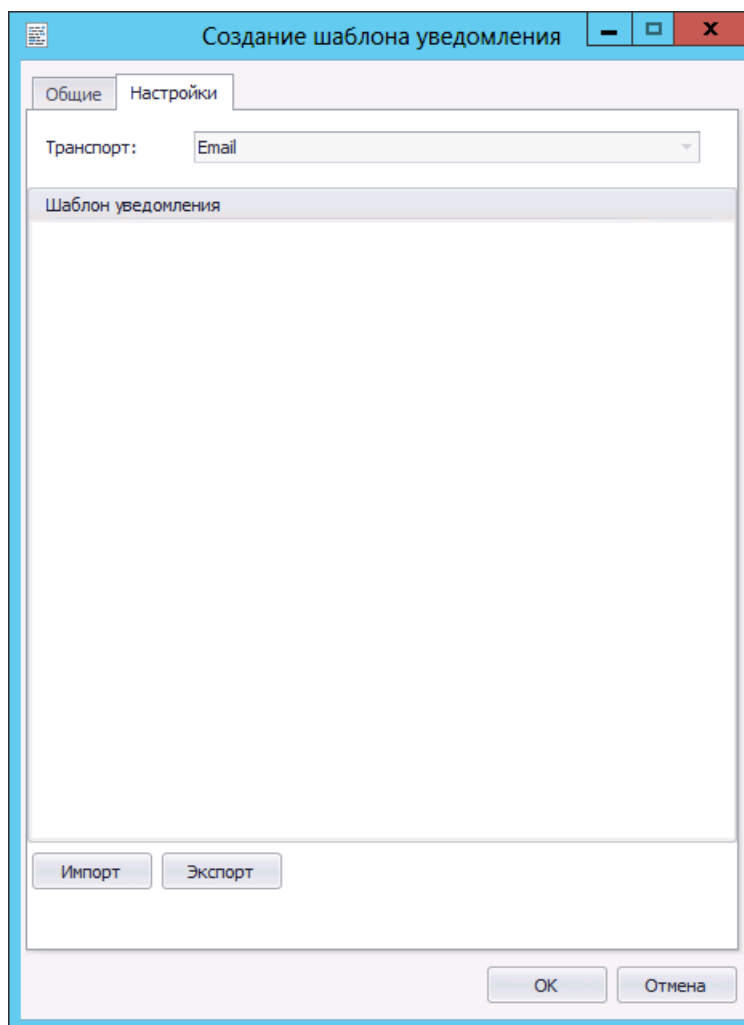 Создание шаблона уведомления
Общие Настройки
Транспорт: Email
Шаблон уведомления
Импорт Экспорт
OK Отмена